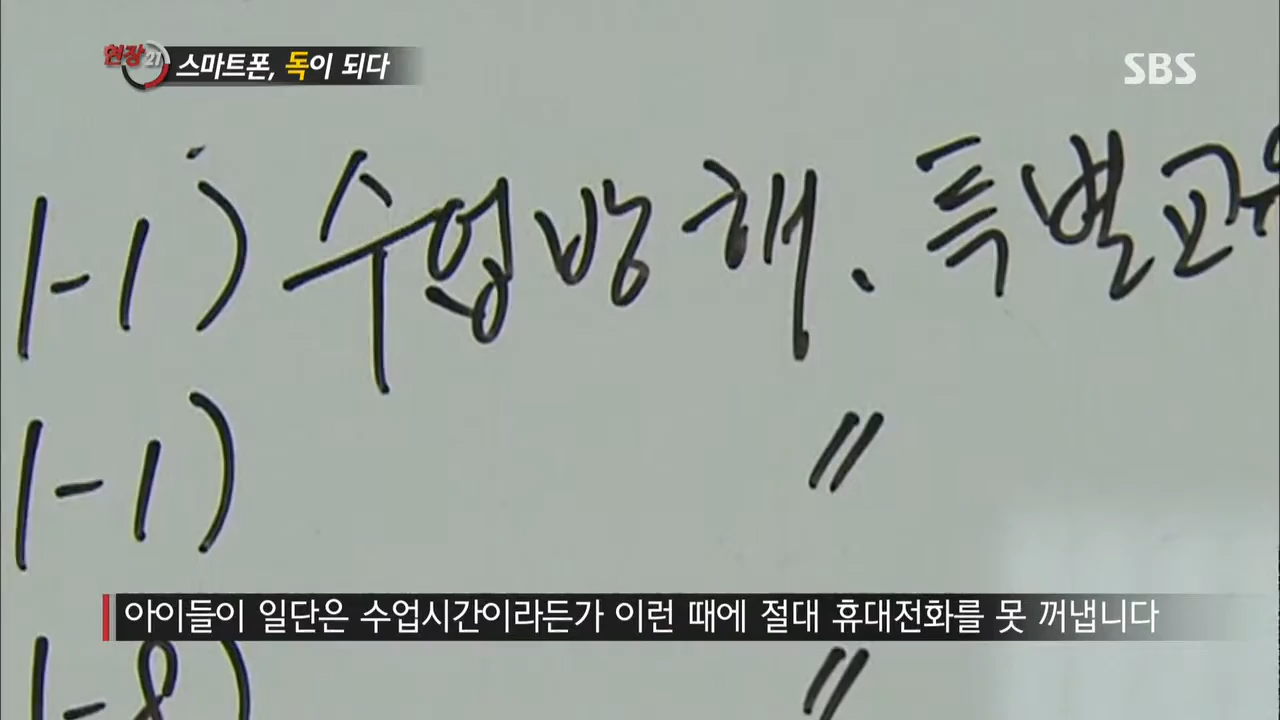 현장21 스마트폰, 독이 되다
SBS
1-1) 수업방해. 특별교
1-1) 〃
아이들이 일단은 수업시간이라든가 이런 때에 절대 휴대전화를 못 꺼냅니다
1-8) 〃